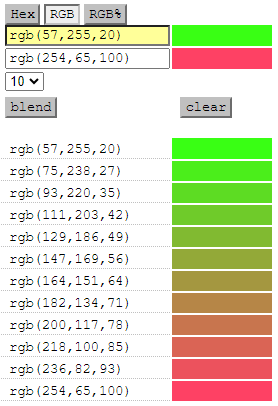 Hex RGB RGB%
rgb(57,255,20)
rgb(254,65,100)
10
blend clear
rgb(57,255,20)
rgb(75,238,27)
rgb(93,220,35)
rgb(111,203,42)
rgb(129,186,49)
rgb(147,169,56)
rgb(164,151,64)
rgb(182,134,71)
rgb(200,117,78)
rgb(218,100,85)
rgb(236,82,93)
rgb(254,65,100)